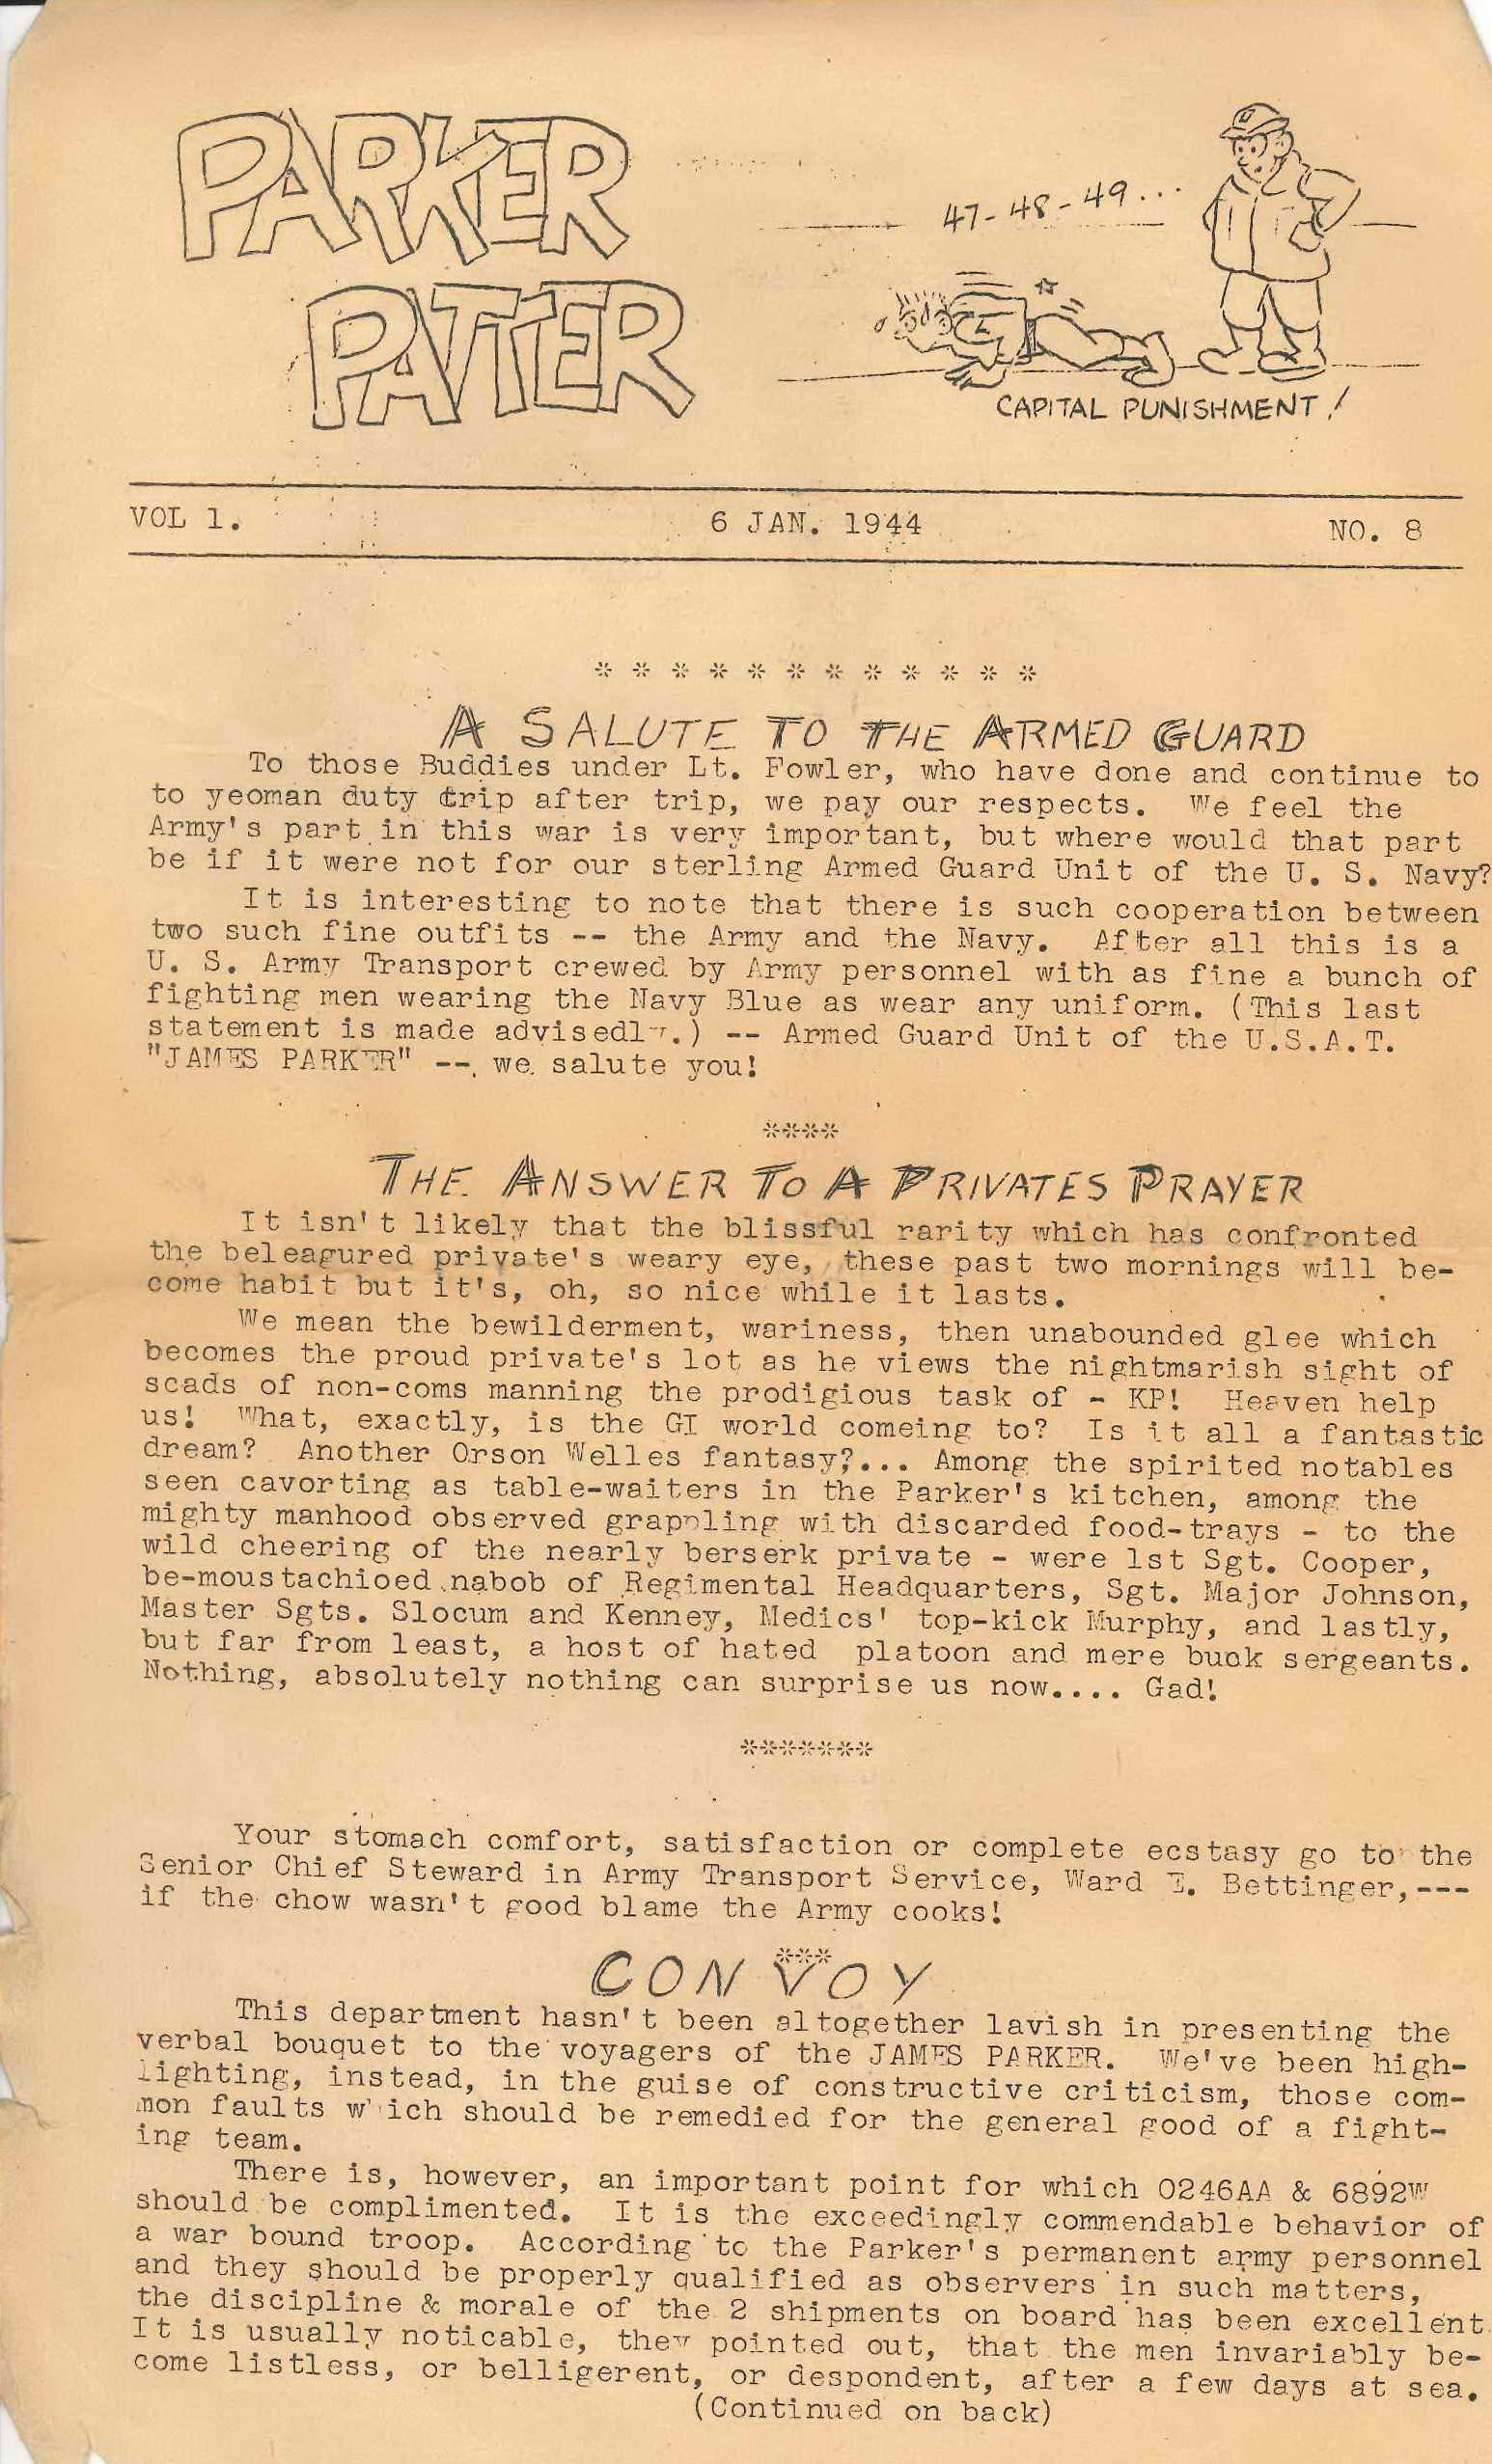 PARKER
PATTER
47-48-49...
CAPITAL PUNISHMENT!
VOL 1. 6 JAN. 1944 NO. 8
* * * * * * * * * * * *
A SALUTE TO THE ARMED GUARD
To those Buddies under Lt. Fowler, who have done and continue to
to yeoman duty trip after trip, we pay our respects. We feel the
Army's part in this war is very important, but where would that part
be if it were not for our sterling Armed Guard Unit of the U. S. Navy?
It is interesting to note that there is such cooperation between
two such fine outfits -- the Army and the Navy. After all this is a
U. S. Army Transport crewed by Army personnel with as fine a bunch of
fighting men wearing the Navy Blue as wear any uniform. (This last
statement is made advisedly.) -- Armed Guard Unit of the U.S.A.T.
"JAMES PARKER" -- we salute you!
****
THE ANSWER TO A PRIVATES PRAYER
It isn't likely that the blissful rarity which has confronted
the beleagured private's weary eye, these past two mornings will be-
come habit but it's, oh, so nice while it lasts.
We mean the bewilderment, wariness, then unabounded glee which
becomes the proud private's lot as he views the nightmarish sight of
scads of non-coms manning the prodigious task of - KP! Heaven help
us! What, exactly, is the GI world comeing to? Is it all a fantastic
dream? Another Orson Welles fantasy?... Among the spirited notables
seen cavorting as table-waiters in the Parker's kitchen, among the
mighty manhood observed grappling with discarded food-trays - to the
wild cheering of the nearly berserk private - were 1st Sgt. Cooper,
be-moustachioed nabob of Regimental Headquarters, Sgt. Major Johnson,
Master Sgts. Slocum and Kenney, Medics' top-kick Murphy, and lastly,
but far from least, a host of hated platoon and mere buck sergeants.
Nothing, absolutely nothing can surprise us now.... Gad!
*******
Your stomach comfort, satisfaction or complete ecstasy go to the
Senior Chief Steward in Army Transport Service, Ward E. Bettinger,---
if the chow wasn't good blame the Army cooks!
***
CONVOY
This department hasn't been altogether lavish in presenting the
verbal bouquet to the voyagers of the JAMES PARKER. We've been high-
lighting, instead, in the guise of constructive criticism, those com-
mon faults which should be remedied for the general good of a fight-
ing team.
There is, however, an important point for which 0246AA & 6892W
should be complimented. It is the exceedingly commendable behavior of
a war bound troop. According to the Parker's permanent army personnel
and they should be properly qualified as observers in such matters,
the discipline & morale of the 2 shipments on board has been excellent.
It is usually noticable, they pointed out, that the men invariably be-
come listless, or belligerent, or despondent, after a few days at sea.
(Continued on back)